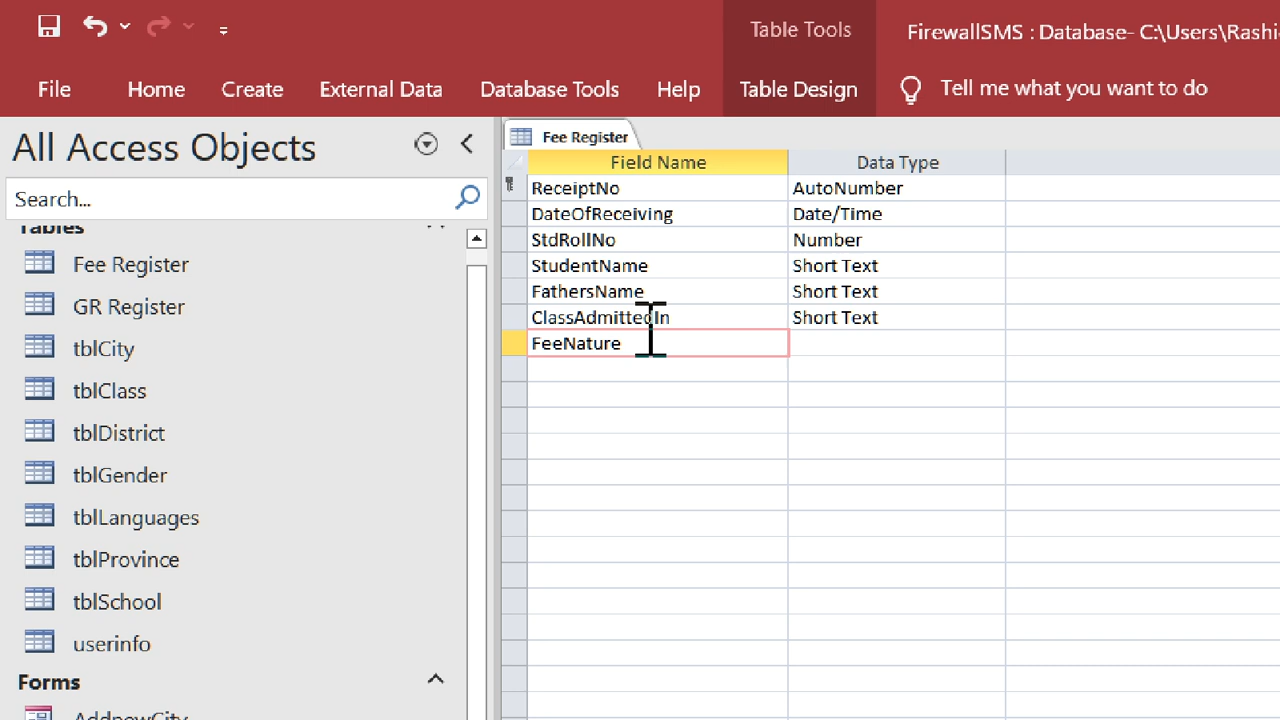 Table Tools
FirewallSMS : Database- C:\Users\Rashi
File Home Create External Data Database Tools Help Table Design Tell me what you want to do
All Access Objects
Search...
Tables
Fee Register
GR Register
tblCity
tblClass
tblDistrict
tblGender
tblLanguages
tblProvince
tblSchool
userinfo
Forms
AddnewCity
Fee Register
Field Name Data Type
ReceiptNo AutoNumber
DateOfReceiving Date/Time
StdRollNo Number
StudentName Short Text
FathersName Short Text
ClassAdmittedIn Short Text
FeeNature